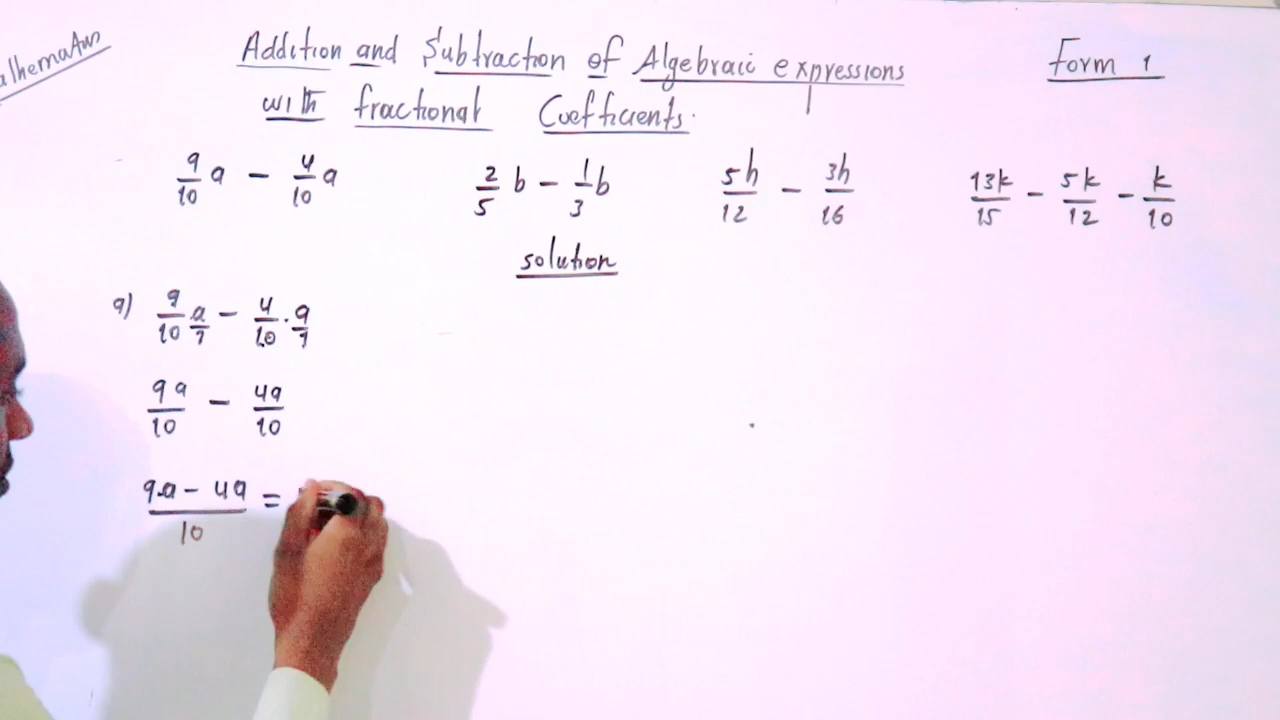 Addition and Subtraction of Algebraic expressions
with fractional Coefficients.
Form 1
9/10 a - 4/10 a
2/5 b - 1/3 b
5h/12 - 3h/16
13k/15 - 5k/12 - k/10
solution
a) 9/10 a/1 - 4/10 . a/1
9a/10 - 4a/10
9a - 4a/10 =